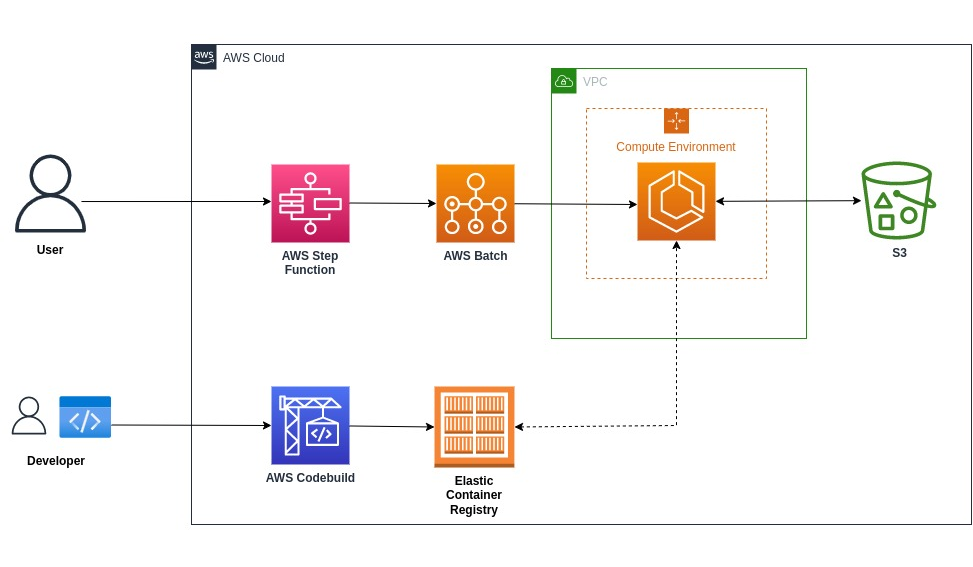 aws
AWS Cloud
VPC
Compute Environment
User
AWS Step
Function
AWS Batch
S3
</>
</>
Developer
AWS Codebuild
Elastic
Container
Registry